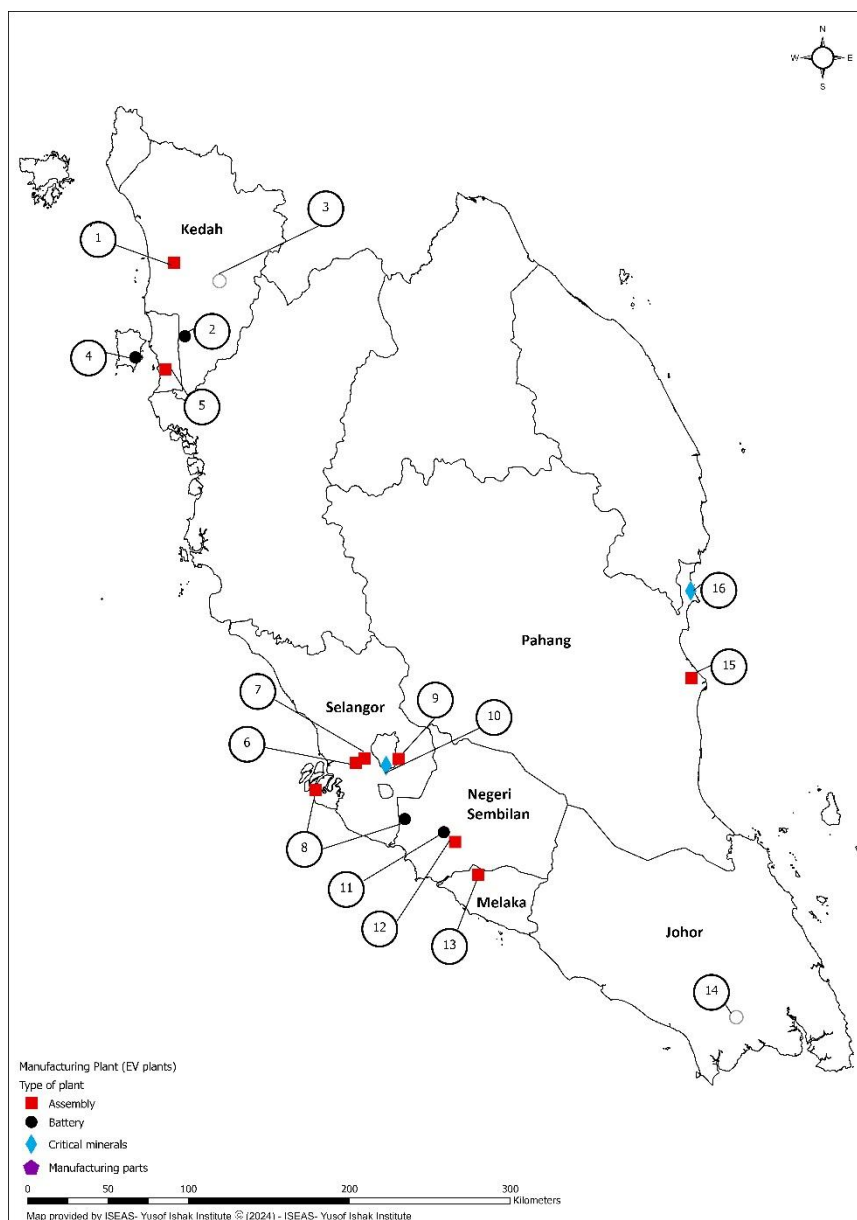 N
W E
S
3
Kedah
1
2
4
5
16
Pahang
15
7
9
Selangor
10
6
Negeri
Sembilan
8
11
Melaka
12
13
Johor
14
Manufacturing Plant (EV plants)
Type of plant
Assembly
Battery
Critical minerals
Manufacturing parts
0 100 200 300
Kilometers
Map provided by ISEAS- Yusof Ishak Institute © (2024) - ISEAS- Yusof Ishak Institute